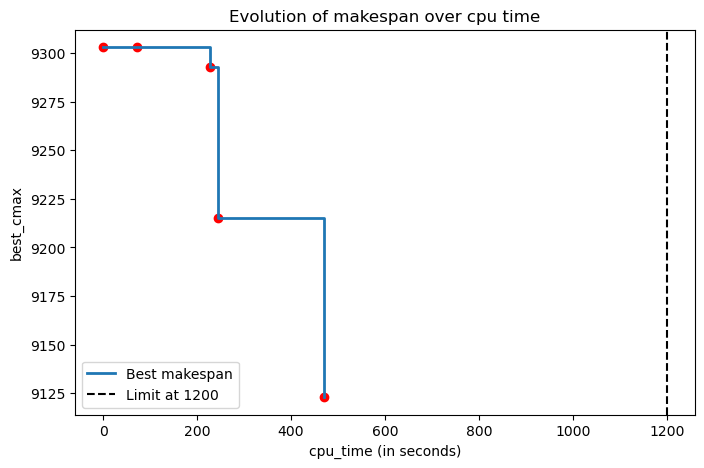 Evolution of makespan over cpu time
best_cmax
9300
9275
9250
9225
9200
9175
9150
9125
Best makespan
Limit at 1200
0 200 400 600 800 1000 1200
cpu_time (in seconds)